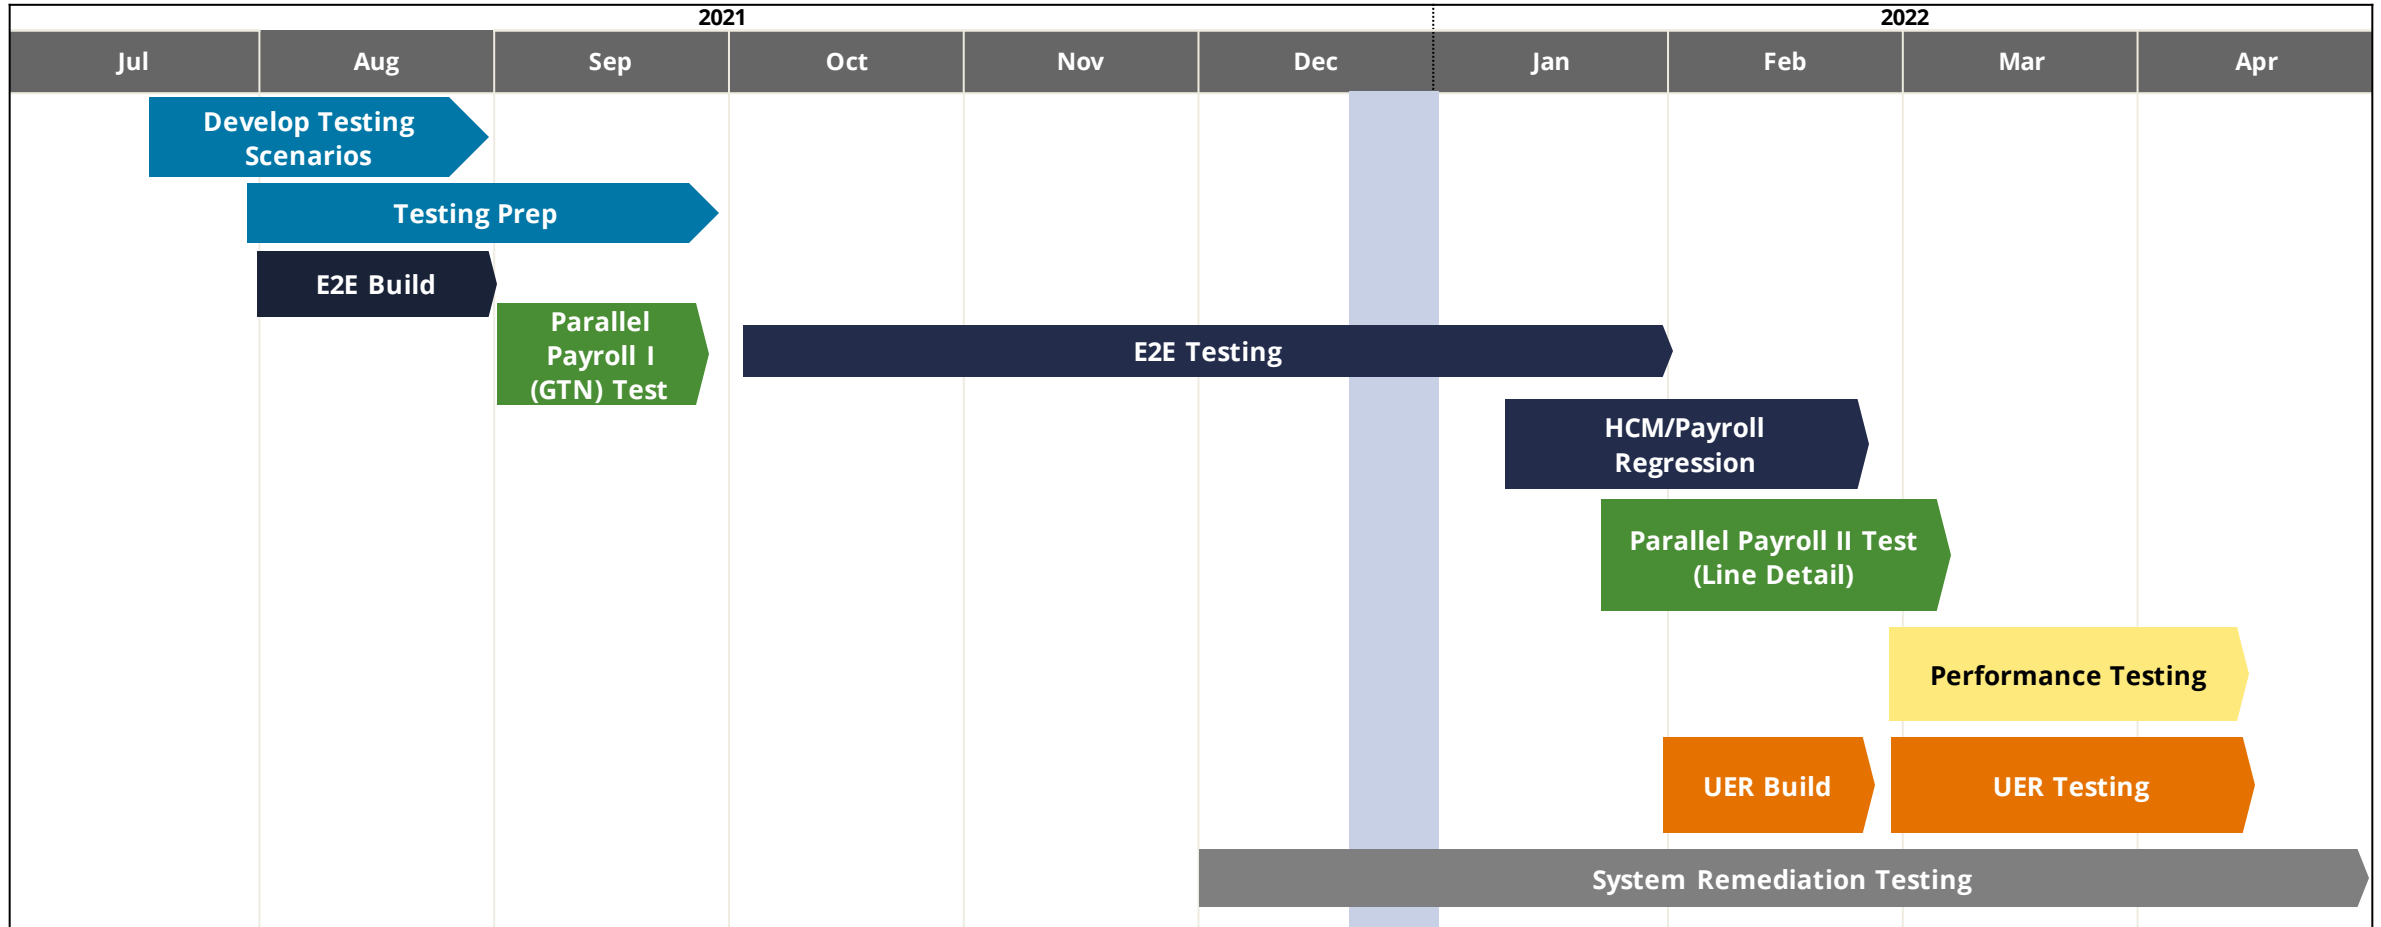 2021 2022
Jul Aug Sep Oct Nov Dec Jan Feb Mar Apr
Develop Testing
Scenarios
Testing Prep
E2E Build
Parallel
Payroll I
(GTN) Test
E2E Testing
HCM/Payroll
Regression
Parallel Payroll II Test
(Line Detail)
Performance Testing
UER Build
UER Testing
System Remediation Testing